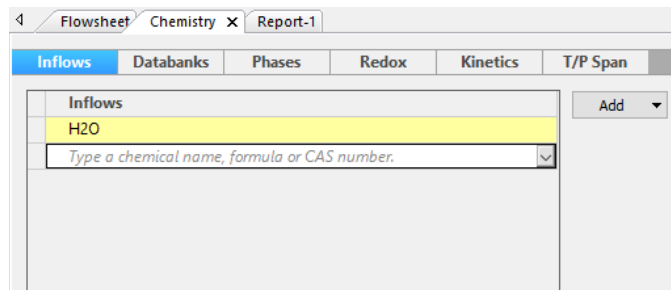 Flowsheet Chemistry x Report-1
Inflows Databanks Phases Redox Kinetics T/P Span
Inflows
Add
H2O
Type a chemical name, formula or CAS number.